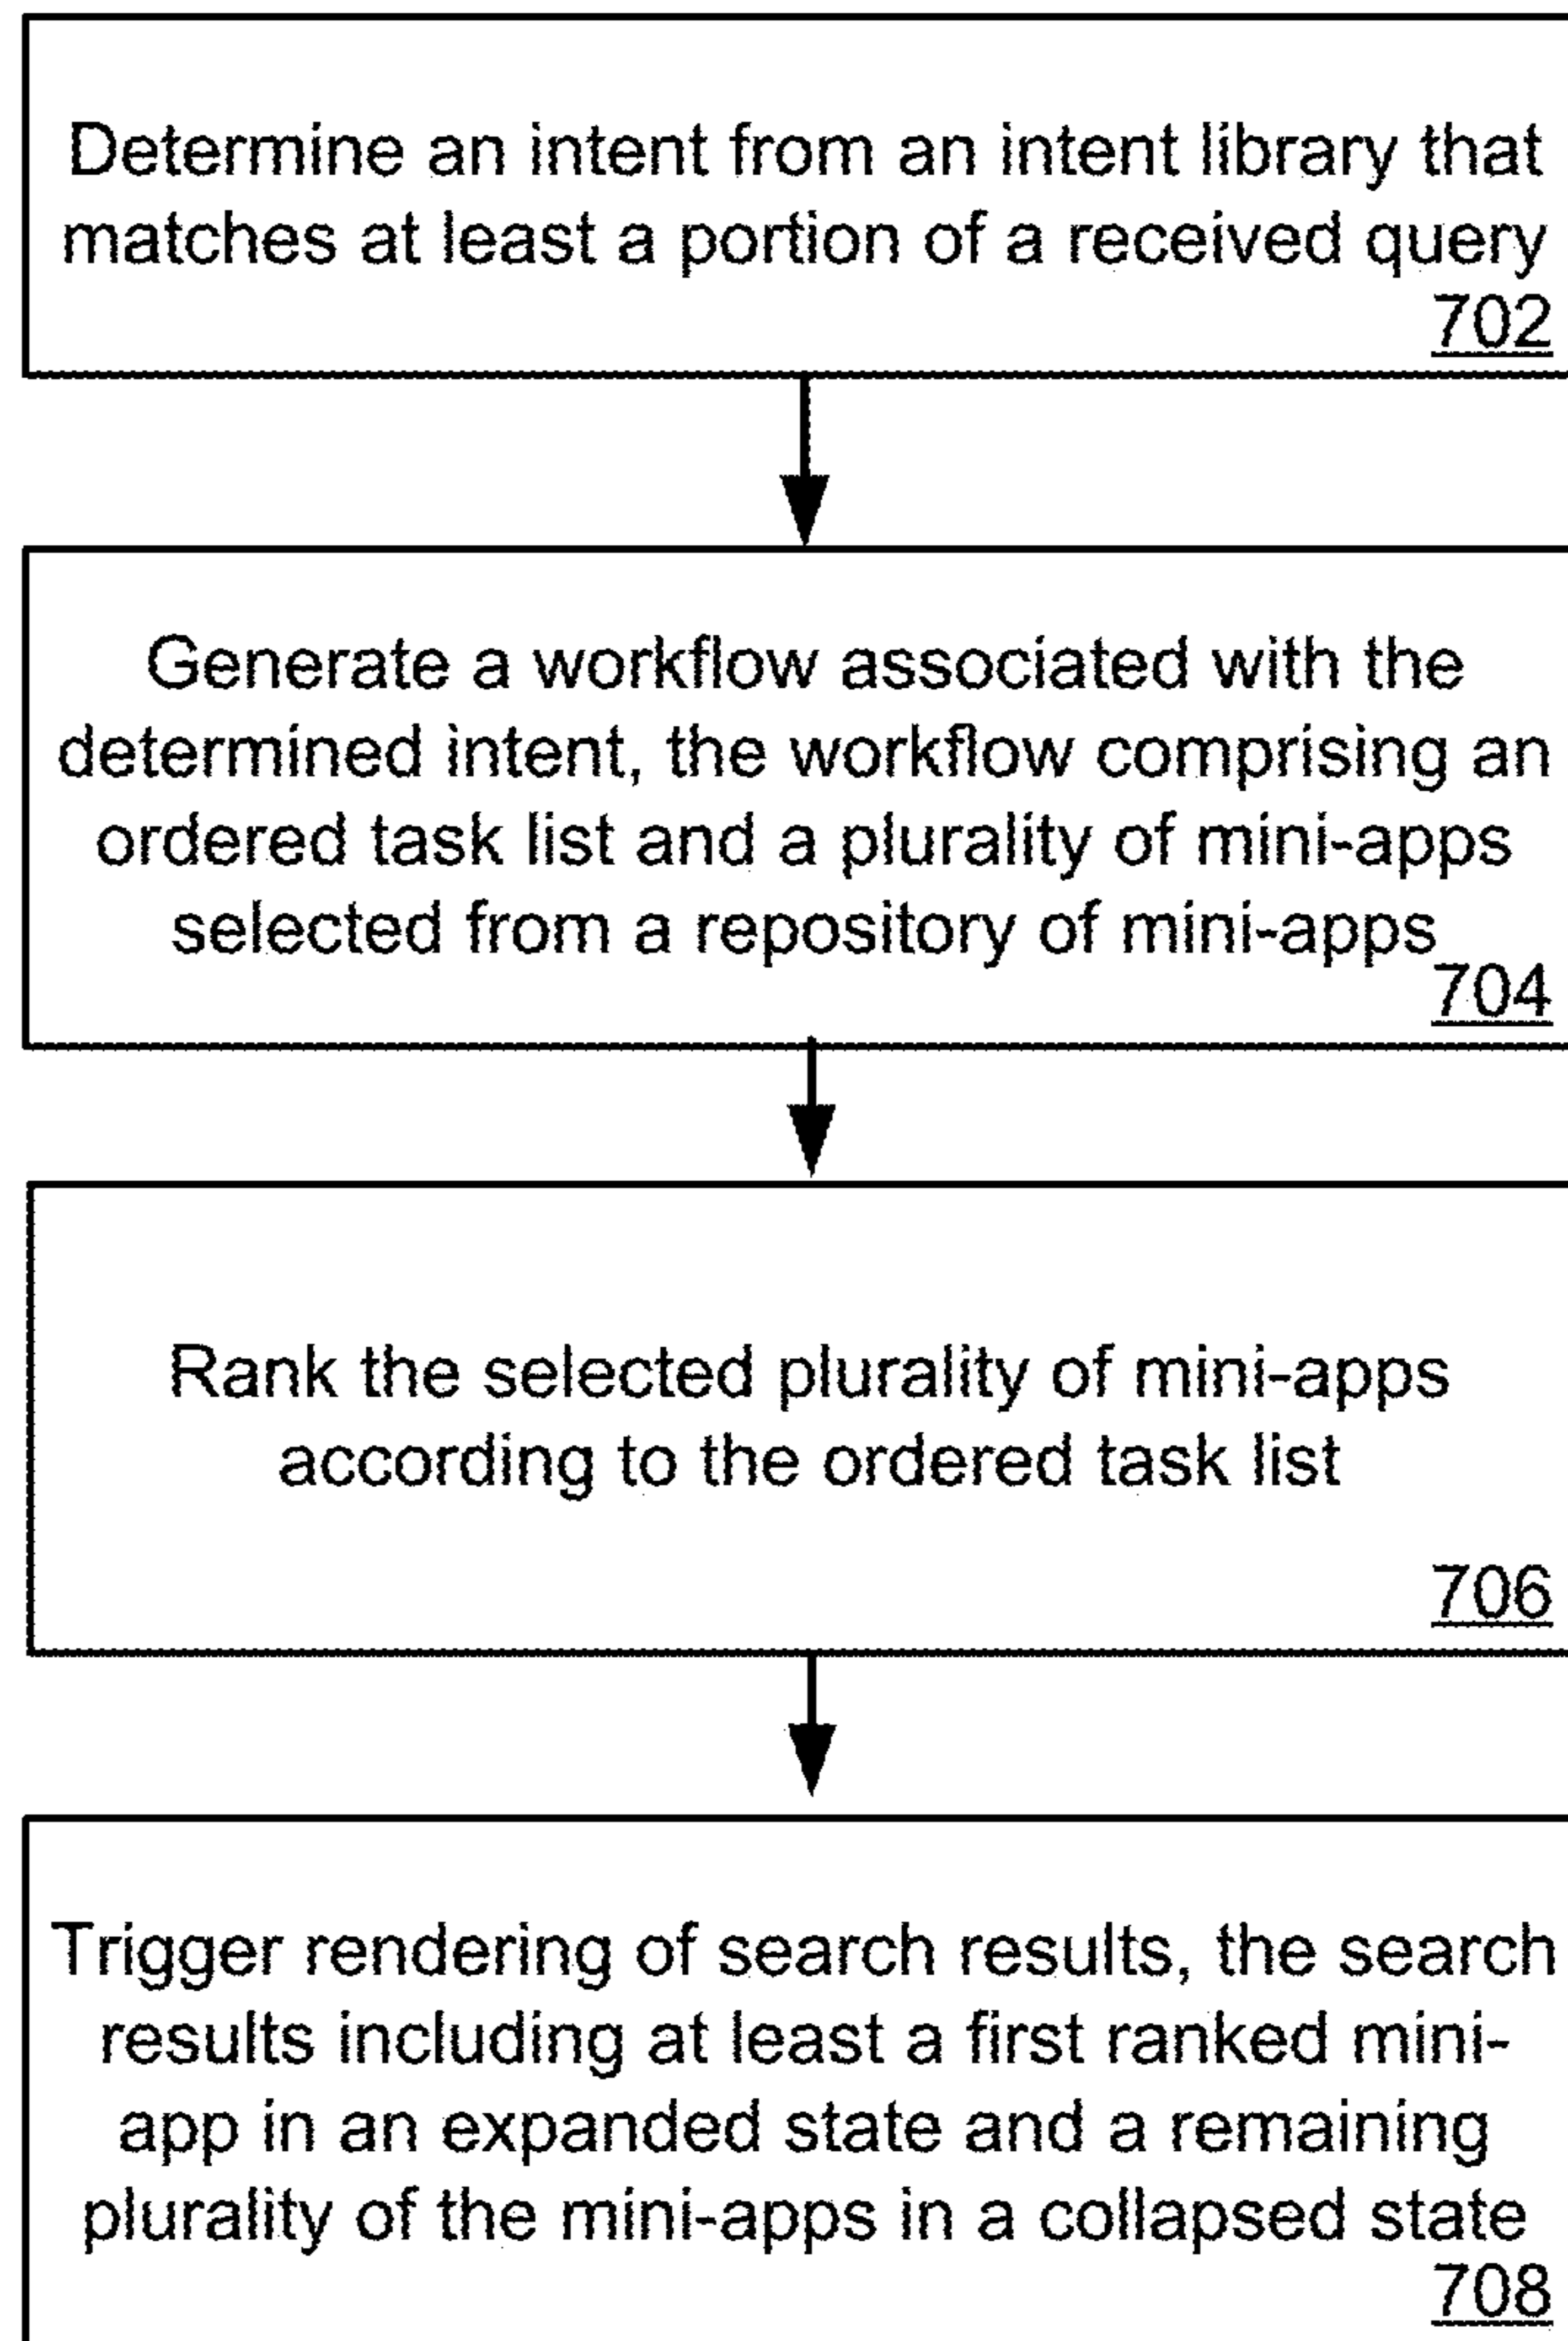 Determine an intent from an intent library that
matches at least a portion of a received query
702
Generate a workflow associated with the
determined intent, the workflow comprising an
ordered task list and a plurality of mini-apps
selected from a repository of mini-apps
704
Rank the selected plurality of mini-apps
according to the ordered task list
706
Trigger rendering of search results, the search
results including at least a first ranked mini-
app in an expanded state and a remaining
plurality of the mini-apps in a collapsed state
708